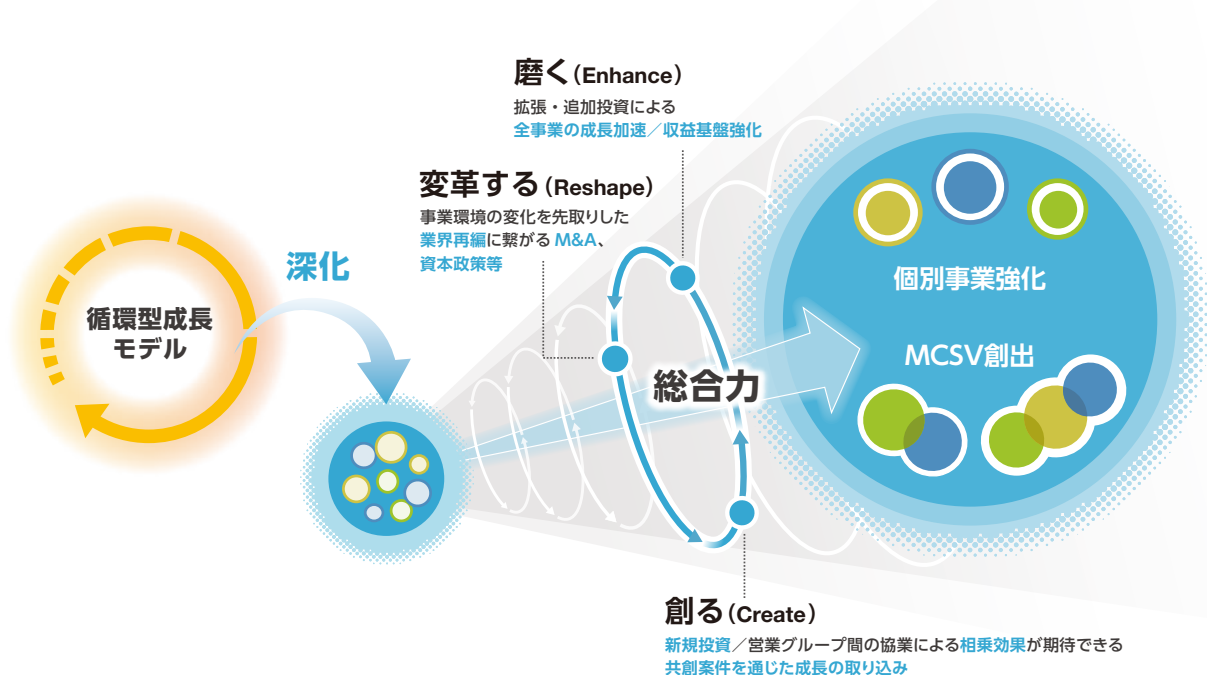 磨く(Enhance)
拡張・追加投資による
全事業の成長加速／収益基盤強化
変革する(Reshape)
事業環境の変化を先取りした
業界再編に繋がる M&A、
資本政策等
深化
循環型成長
モデル
総合力
個別事業強化
MCSV創出
創る(Create)
新規投資／営業グループ間の協業による相乗効果が期待できる
共創案件を通じた成長の取り込み